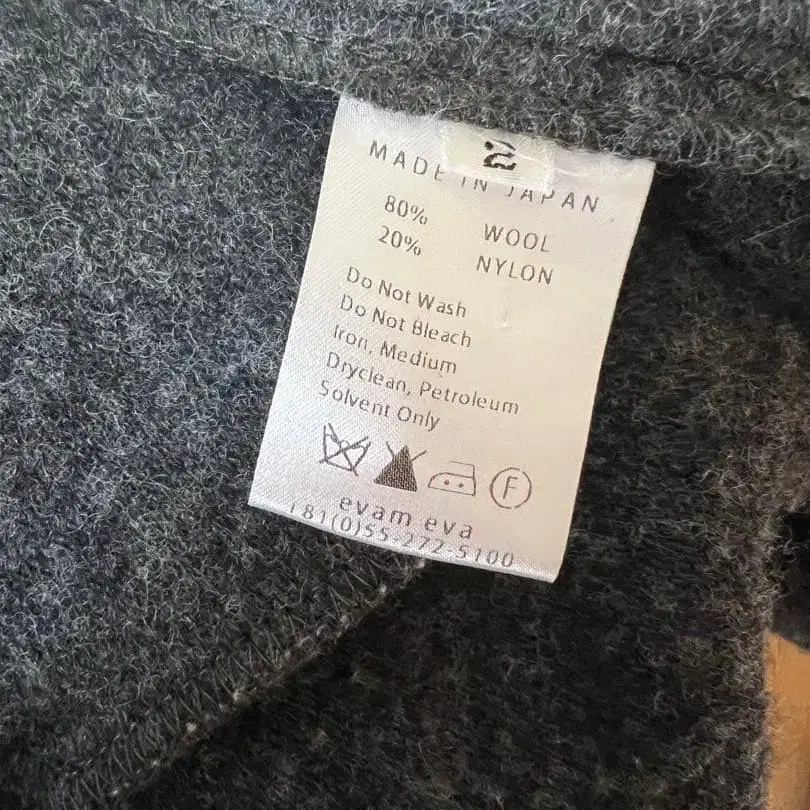 2
MADE IN JAPAN
80% WOOL
20% NYLON
Do Not Wash
Do Not Bleach
Iron, Medium
Dryclean, Petroleum
Solvent Only
F
evam eva
81(0)55-272-5100